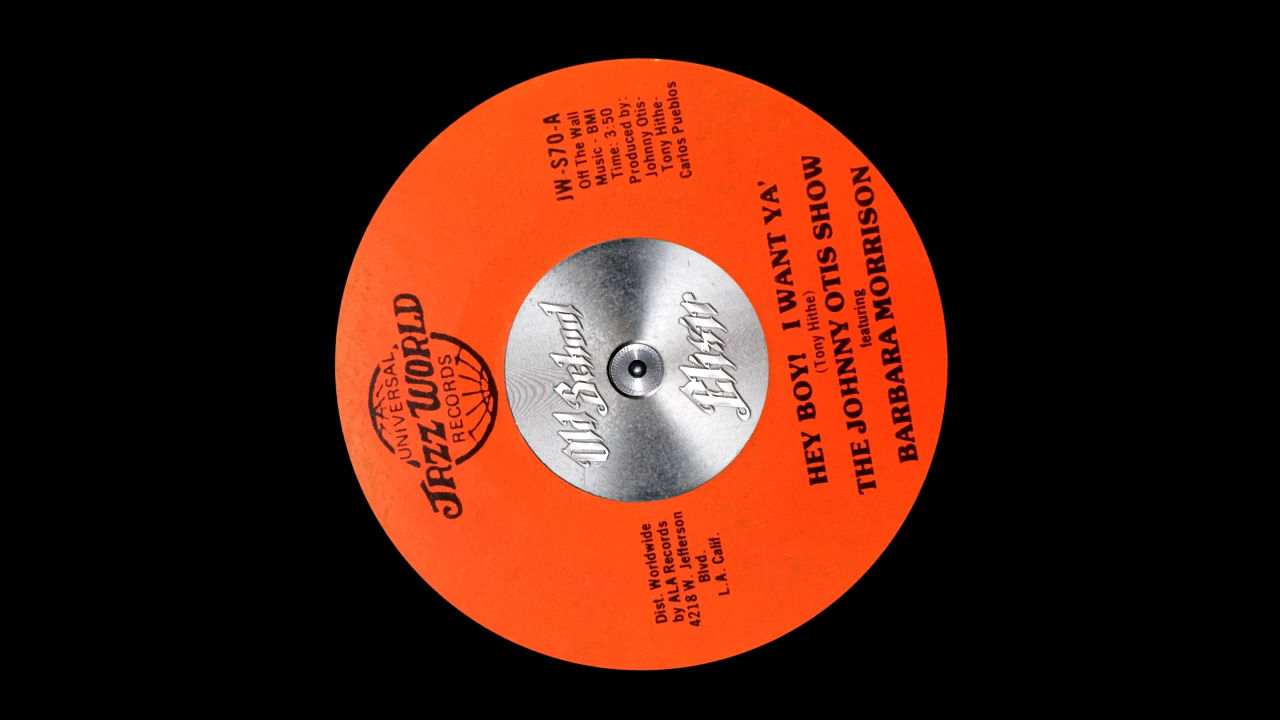 UNIVERSAL
JAZZ WORLD
RECORDS
JW-S70-A
Off The Wall
Music - BMI
Time: 3:50
Produced by:
Johnny Otis-
Tony Hithe-
Carlos Pueblos
Old School
Dist. Worldwide
by ALA Records
4218 W. Jefferson
Blvd.
L.A. Calif.
HEY BOY! I WANT YA'
(Tony Hithe)
THE JOHNNY OTIS SHOW
featuring
BARBARA MORRISON